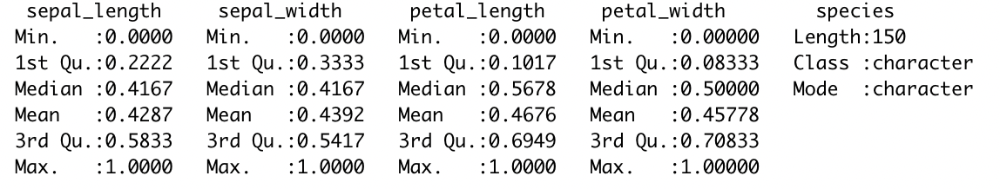 sepal_length sepal_width petal_length petal_width species
Min. :0.0000 Min. :0.0000 Min. :0.0000 Min. :0.00000 Length:150
1st Qu.:0.2222 1st Qu.:0.3333 1st Qu.:0.1017 1st Qu.:0.08333 Class :character
Median :0.4167 Median :0.4167 Median :0.5678 Median :0.50000 Mode :character
Mean :0.4287 Mean :0.4392 Mean :0.4676 Mean :0.45778
3rd Qu.:0.5833 3rd Qu.:0.5417 3rd Qu.:0.6949 3rd Qu.:0.70833
Max. :1.0000 Max. :1.0000 Max. :1.0000 Max. :1.00000